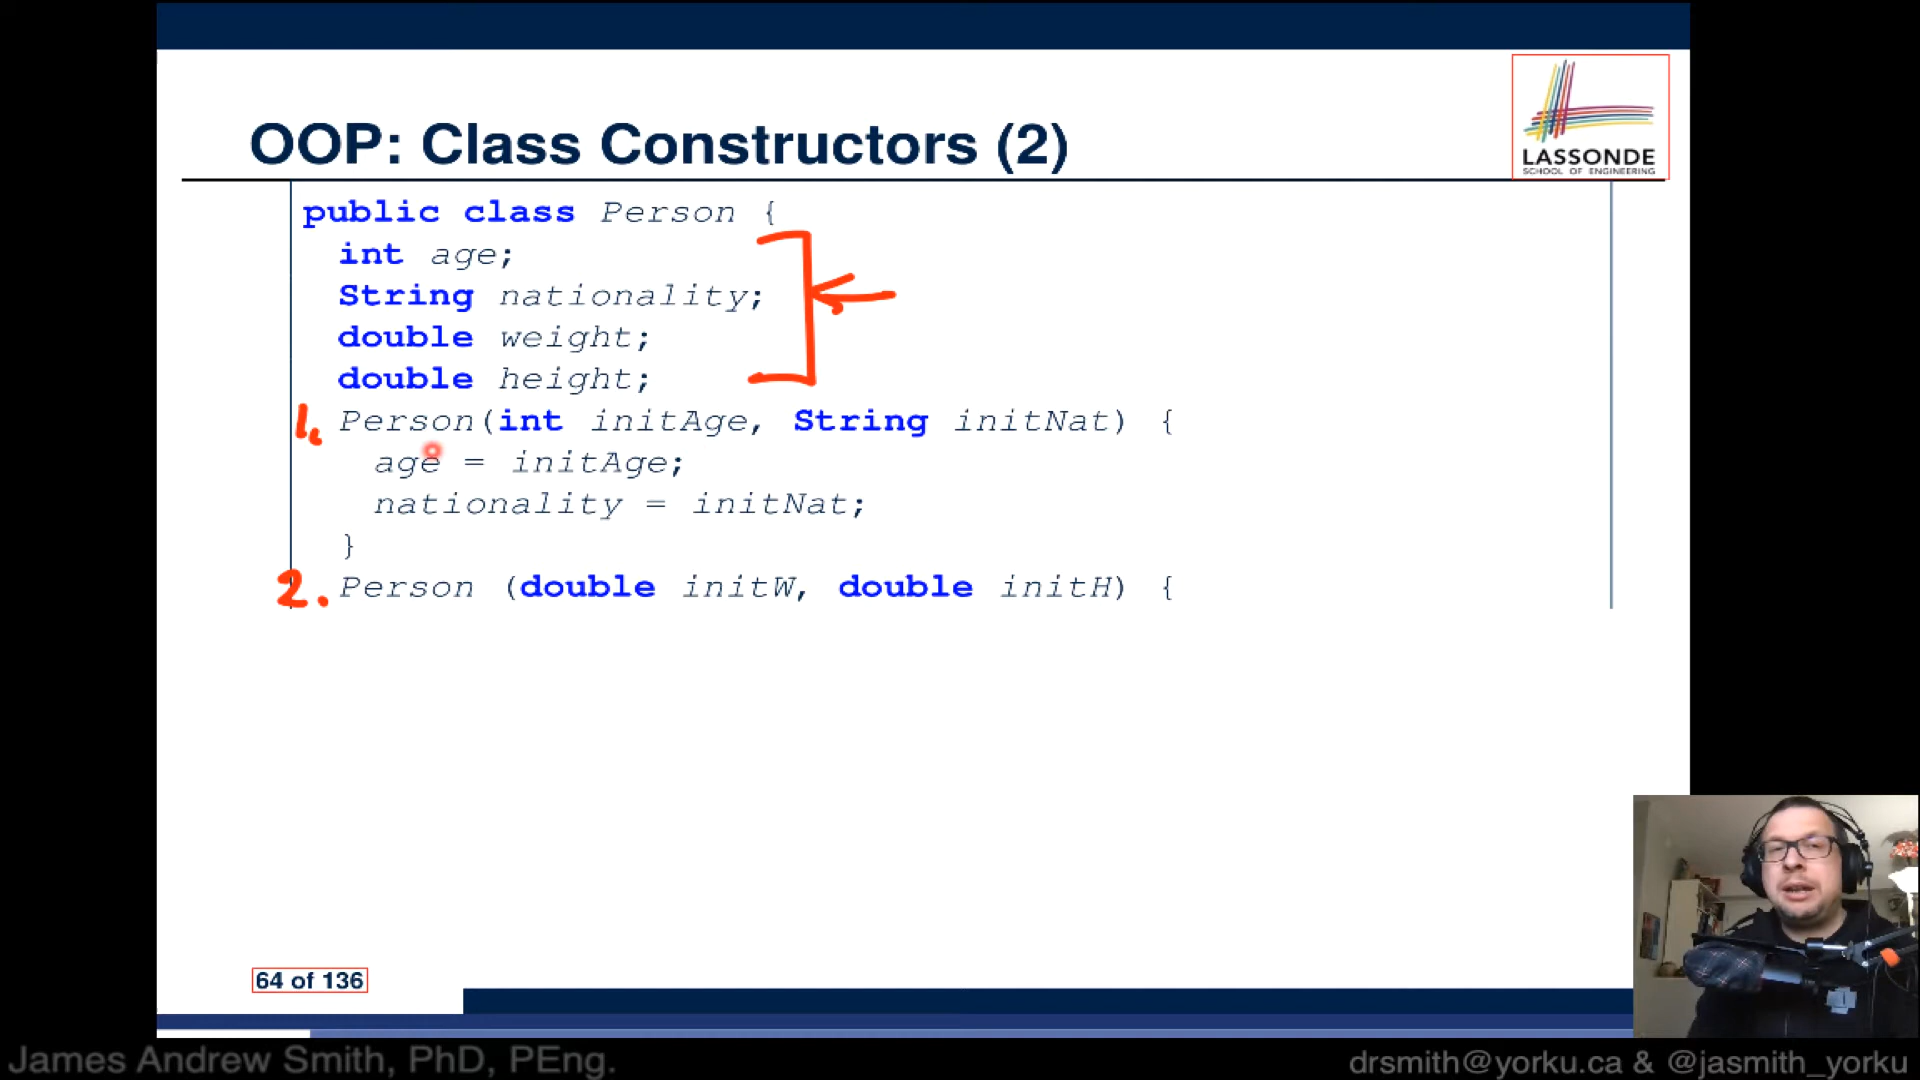 LASSONDE
SCHOOL OF ENGINEERING
OOP: Class Constructors (2)
public class Person {
int age;
String nationality;
double weight;
double height;
1. Person(int initAge, String initNat) {
age = initAge;
nationality = initNat;
}
2. Person (double initW, double initH) {
64 of 136
James Andrew Smith, PhD, PEng.
drsmith@yorku.ca & @jasmith_yorku